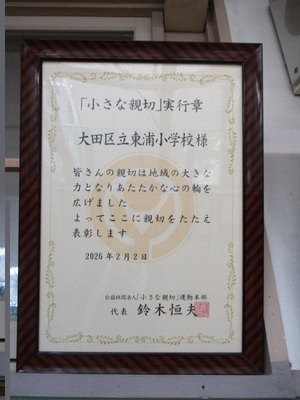 「小さな親切」実行章
大田区立東浦小学校様
皆さんの親切は地域の大きな
力となりあたたかな心の輪を
広げました
よってここに親切をたたえ
表彰します
2026年2月2日
公益社団法人「小さな親切」運動本部
代表 鈴木恒夫